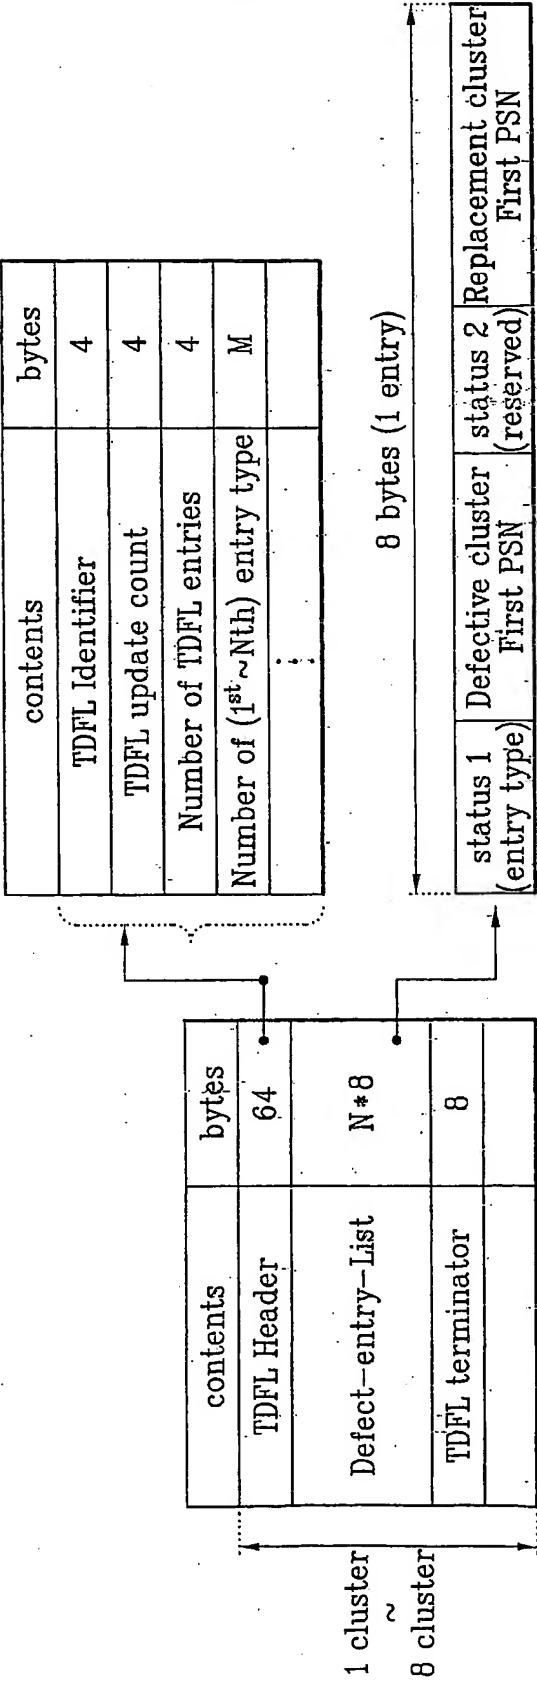 contents bytes
TDFL Header 64
Defect-entry-List N*8
TDFL terminator 8
1 cluster
~
8 cluster
contents bytes
TDFL Identifier 4
TDFL update count 4
Number of TDFL entries 4
Number of (1st~Nth) entry type M
⋮
8 bytes (1 entry)
status 1
(entry type)
Defective cluster
First PSN
status 2
(reserved)
Replacement cluster
First PSN